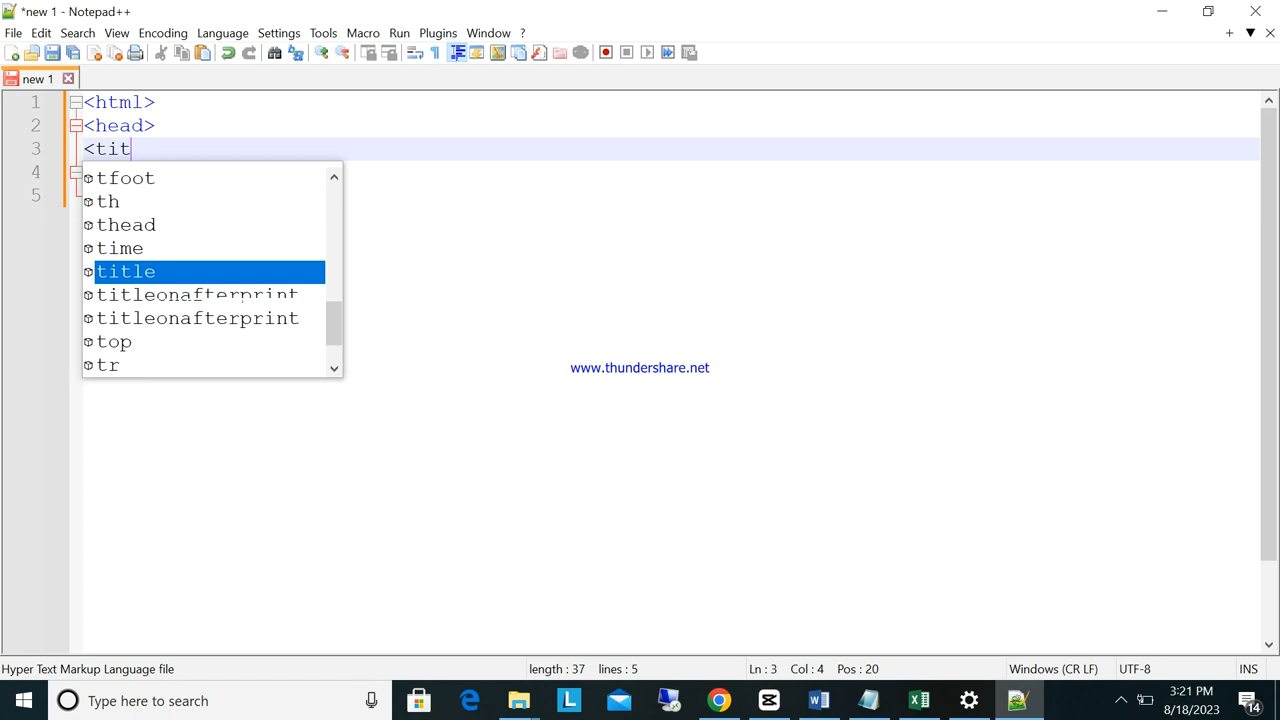 *new 1 - Notepad++
File Edit Search View Encoding Language Settings Tools Macro Run Plugins Window ?
new 1
1 <html>
2 <head>
3 <tit
4
5
tfoot
th
thead
time
title
titleonafterprint
titleonafterprint
top
tr
www.thundershare.net
Hyper Text Markup Language file length : 37 lines : 5 Ln : 3 Col : 4 Pos : 20 Windows (CR LF) UTF-8 INS
Type here to search
3:21 PM
8/18/2023
14